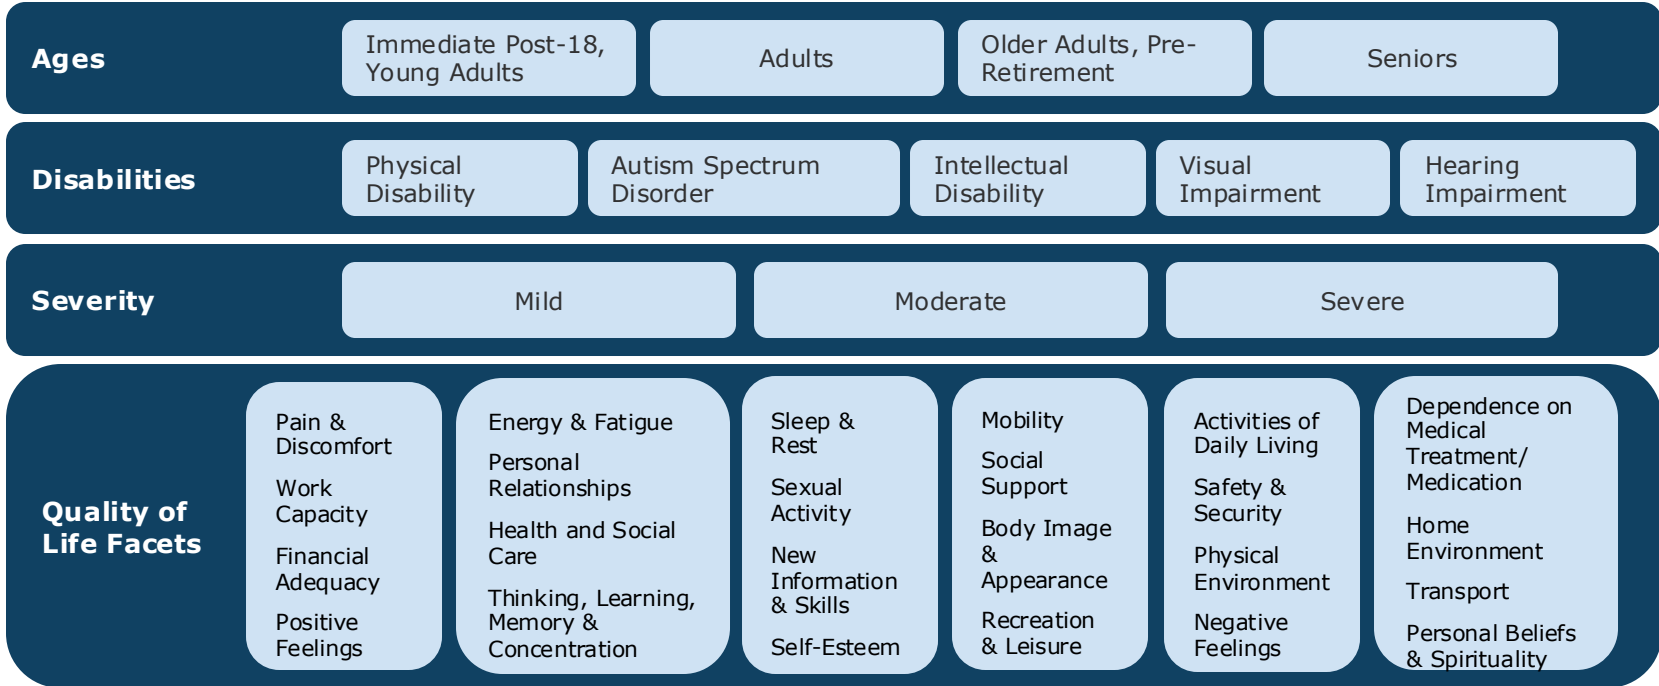 Ages
Immediate Post-18,
Young Adults
Adults
Older Adults, Pre-
Retirement
Seniors
Disabilities
Physical
Disability
Autism Spectrum
Disorder
Intellectual
Disability
Visual
Impairment
Hearing
Impairment
Severity
Mild
Moderate
Severe
Quality of
Life Facets
Pain &
Discomfort
Work
Capacity
Financial
Adequacy
Positive
Feelings
Energy & Fatigue
Personal
Relationships
Health and Social
Care
Thinking, Learning,
Memory &
Concentration
Sleep &
Rest
Sexual
Activity
New
Information
& Skills
Self-Esteem
Mobility
Social
Support
Body Image
&
Appearance
Recreation
& Leisure
Activities of
Daily Living
Safety &
Security
Physical
Environment
Negative
Feelings
Dependence on
Medical
Treatment/
Medication
Home
Environment
Transport
Personal Beliefs
& Spirituality